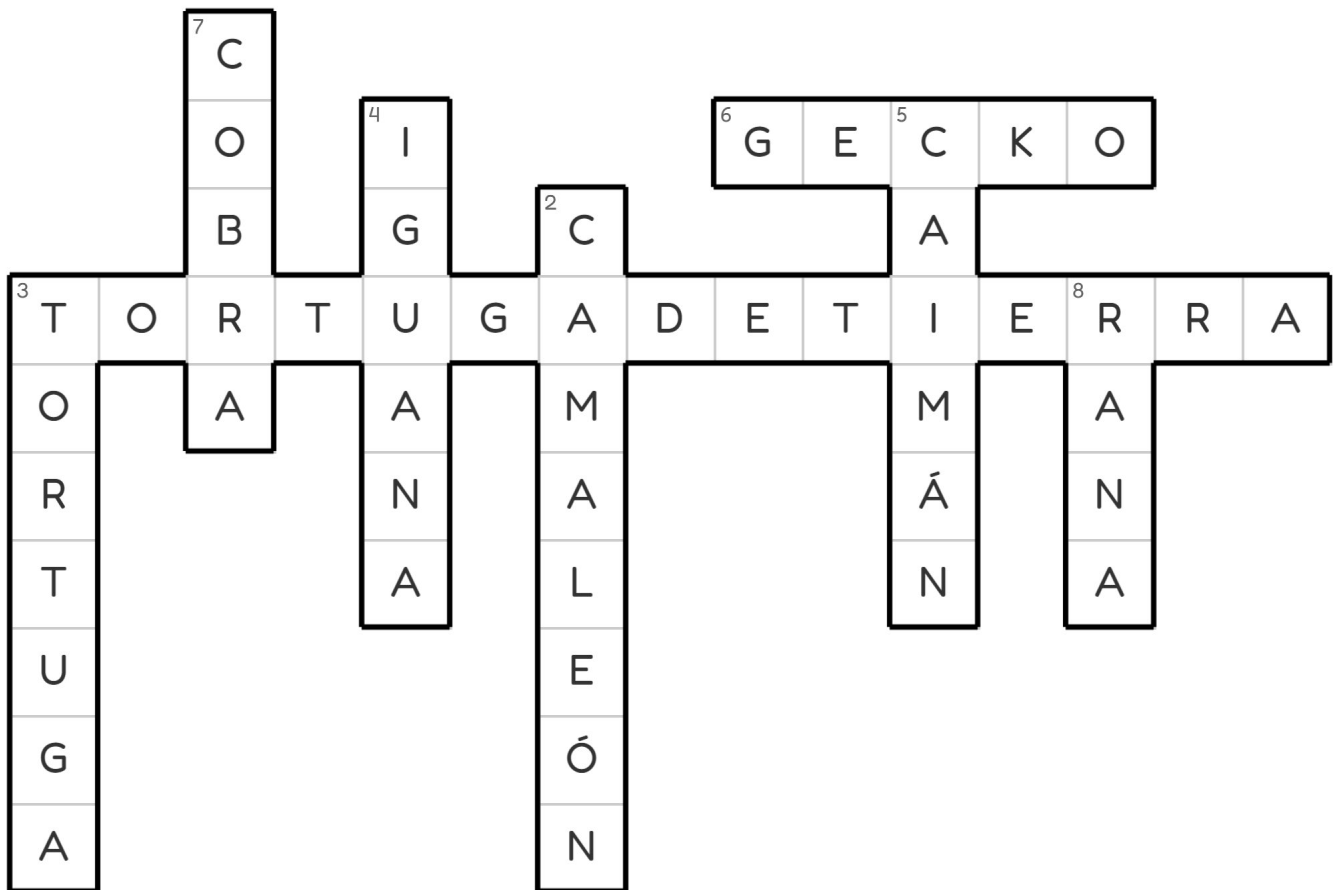 7 C
O 4 I 6 G E 5 C K O
B G 2 C A
3 T O R T U G A D E T I E 8 R R A
O A A M M A
R N A Á N
T A L N A
U E
G Ó
A N